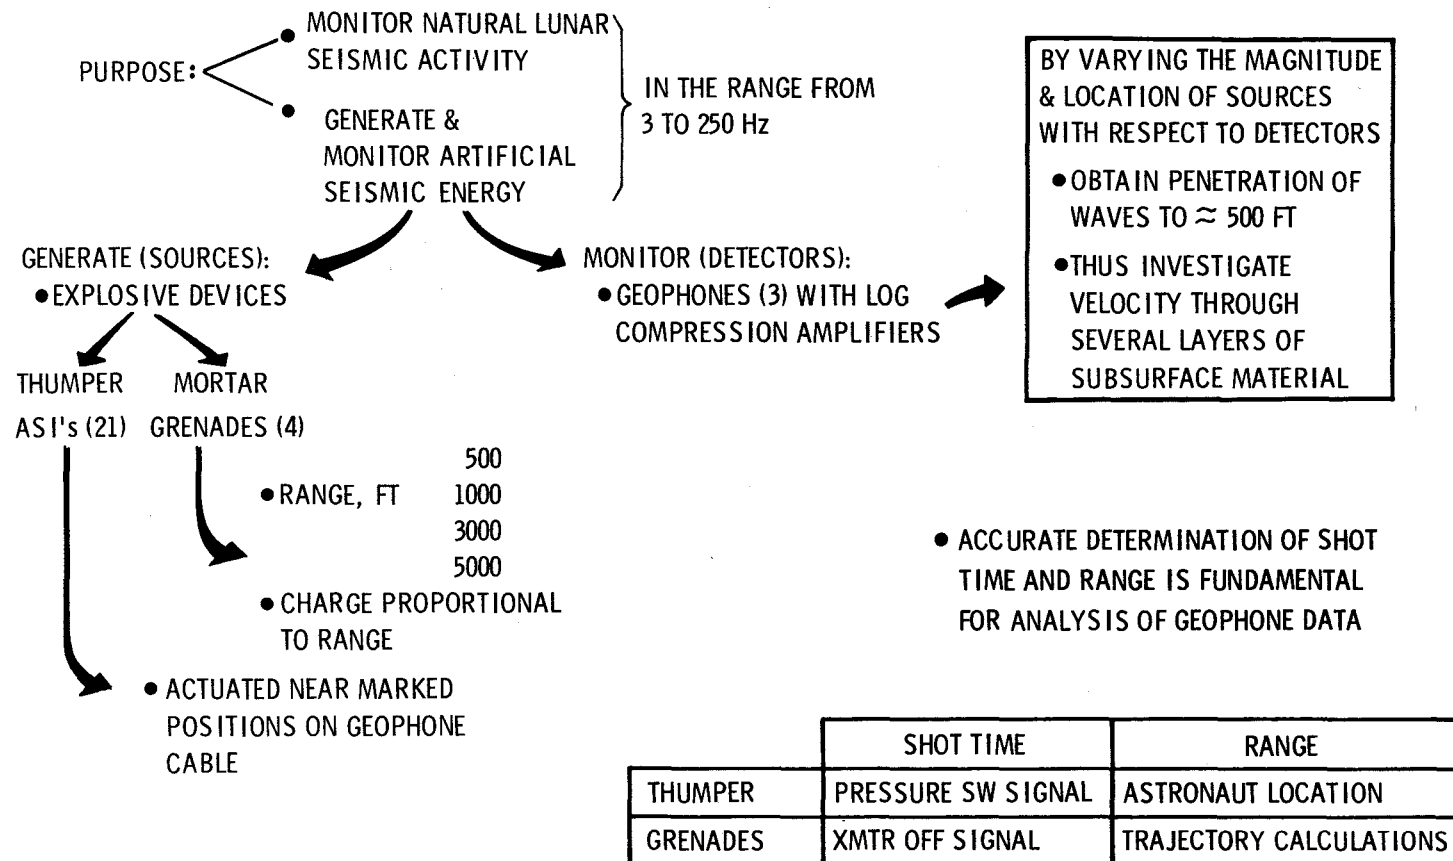 PURPOSE:
● MONITOR NATURAL LUNAR
SEISMIC ACTIVITY
● GENERATE &
MONITOR ARTIFICIAL
SEISMIC ENERGY
IN THE RANGE FROM
3 TO 250 Hz
GENERATE (SOURCES):
● EXPLOSIVE DEVICES
THUMPER
ASI's (21)
MORTAR
GRENADES (4)
● RANGE, FT
500
1000
3000
5000
● CHARGE PROPORTIONAL
TO RANGE
● ACTUATED NEAR MARKED
POSITIONS ON GEOPHONE
CABLE
MONITOR (DETECTORS):
● GEOPHONES (3) WITH LOG
COMPRESSION AMPLIFIERS
BY VARYING THE MAGNITUDE
& LOCATION OF SOURCES
WITH RESPECT TO DETECTORS
● OBTAIN PENETRATION OF
WAVES TO ≈ 500 FT
● THUS INVESTIGATE
VELOCITY THROUGH
SEVERAL LAYERS OF
SUBSURFACE MATERIAL
● ACCURATE DETERMINATION OF SHOT
TIME AND RANGE IS FUNDAMENTAL
FOR ANALYSIS OF GEOPHONE DATA
SHOT TIME RANGE
THUMPER PRESSURE SW SIGNAL ASTRONAUT LOCATION
GRENADES XMTR OFF SIGNAL TRAJECTORY CALCULATIONS